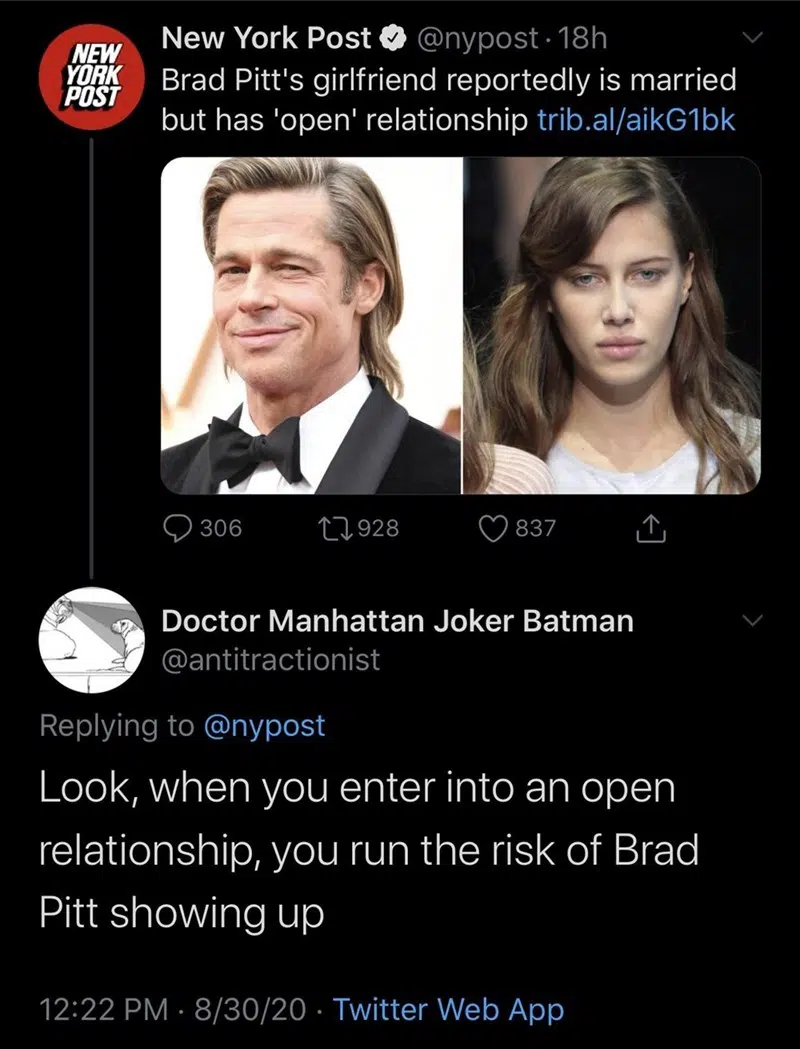 NEW
YORK
POST
New York Post @nypost · 18h
Brad Pitt's girlfriend reportedly is married
but has 'open' relationship trib.al/aikG1bk
306 928 837
Doctor Manhattan Joker Batman
@antitractionist
Replying to @nypost
Look, when you enter into an open
relationship, you run the risk of Brad
Pitt showing up
12:22 PM · 8/30/20 · Twitter Web App